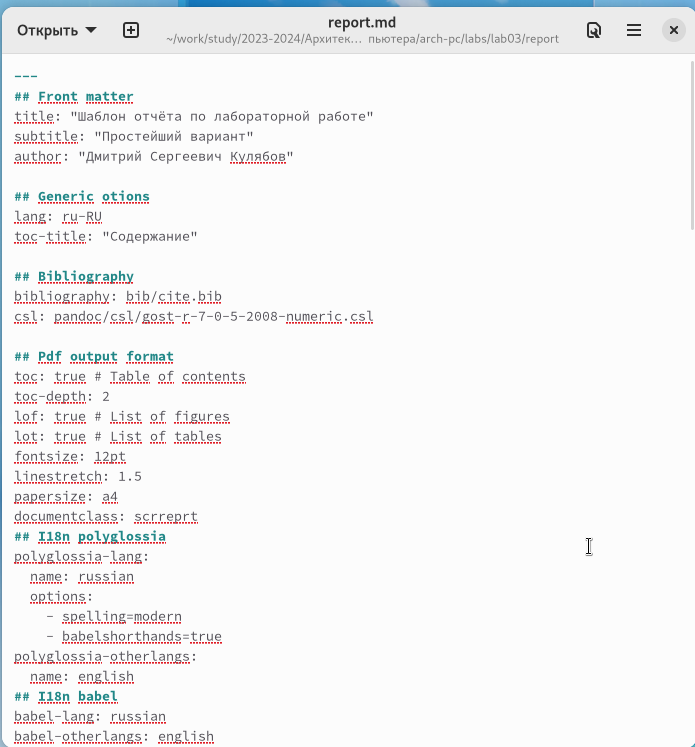 Открыть
report.md
~/work/study/2023-2024/Архитек… пьютера/arch-pc/labs/lab03/report
---
## Front matter
title: "Шаблон отчёта по лабораторной работе"
subtitle: "Простейший вариант"
author: "Дмитрий Сергеевич Кулябов"
## Generic otions
lang: ru-RU
toc-title: "Содержание"
## Bibliography
bibliography: bib/cite.bib
csl: pandoc/csl/gost-r-7-0-5-2008-numeric.csl
## Pdf output format
toc: true # Table of contents
toc-depth: 2
lof: true # List of figures
lot: true # List of tables
fontsize: 12pt
linestretch: 1.5
papersize: a4
documentclass: scrreprt
## I18n polyglossia
polyglossia-lang:
  name: russian
  options:
    - spelling=modern
    - babelshorthands=true
polyglossia-otherlangs:
  name: english
## I18n babel
babel-lang: russian
babel-otherlangs: english